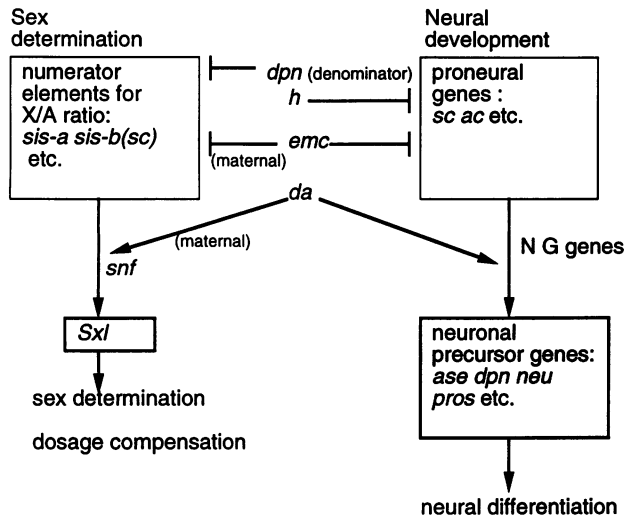 Sex
determination
numerator
elements for
X/A ratio:
sis-a sis-b(sc)
etc.
dpn (denominator)
h
emc
(maternal)
da
(maternal)
snf
Sxl
sex determination
dosage compensation
Neural
development
proneural
genes :
sc ac etc.
N G genes
neuronal
precursor genes:
ase dpn neu
pros etc.
neural differentiation